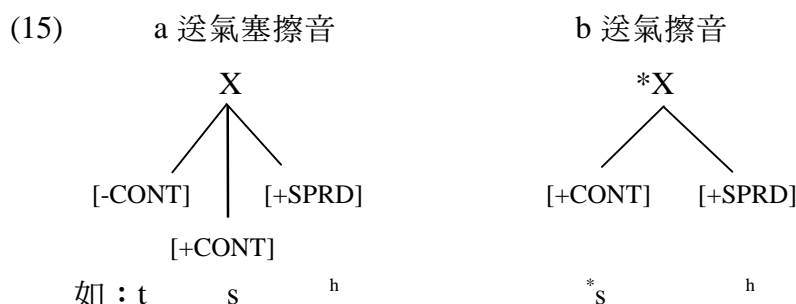 (15) a 送氣塞擦音 b 送氣擦音
X *X
[-CONT] [+SPRD] [+CONT] [+SPRD]
[+CONT]
如：t s h *s h